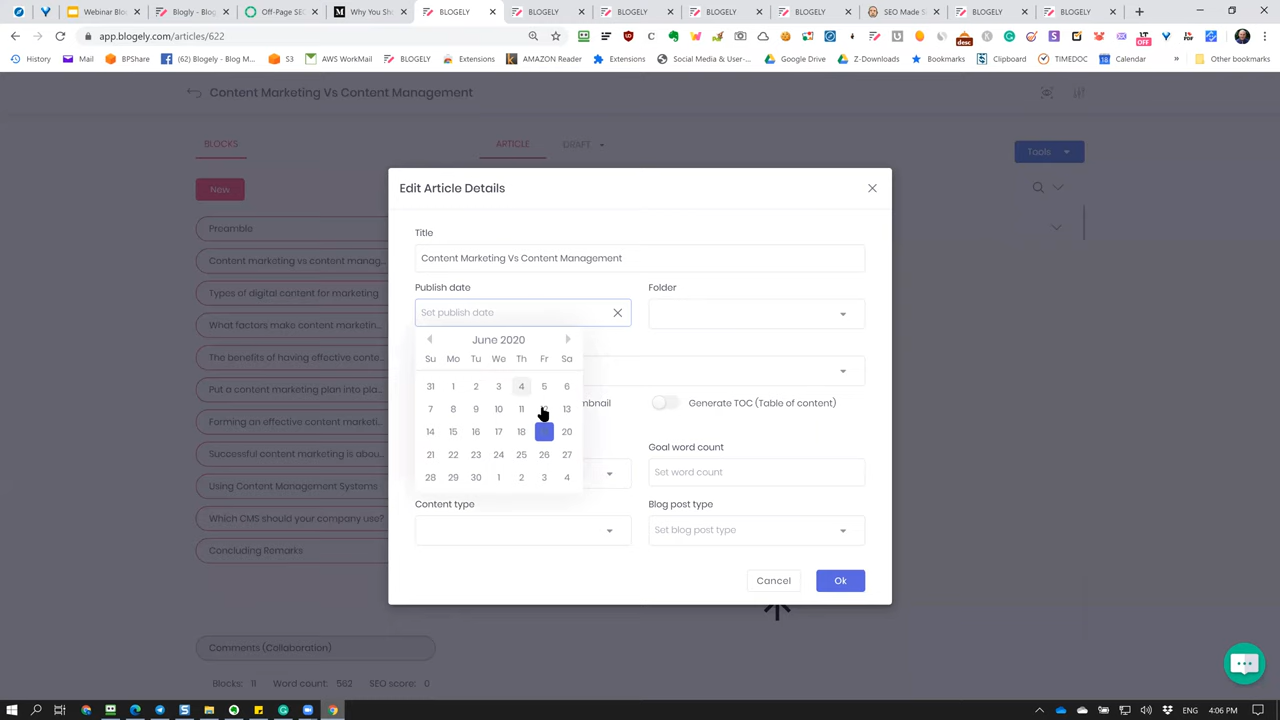 Webinar Blo
Blogly - Blog
Off-Page SEO
Why You Sho
BLOGELY
BLOGELY
BLOGELY
BLOGELY
BLOGELY
SEO Made S
BLOGELY
BLOGELY
app.blogely.com/articles/622
desc
OFF
History
Mail
BPShare
(62) Blogely - Blog M...
S3
AWS WorkMail
BLOGELY
Extensions
AMAZON Reader
Extensions
Social Media & User-...
Google Drive
Z-Downloads
Bookmarks
Clipboard
TIMEDOC
Calendar
»
Other bookmarks
Content Marketing Vs Content Management
BLOCKS
ARTICLE
DRAFT
Tools
New
Preamble
Content marketing vs content manag...
Types of digital content for marketing
What factors make content marketin...
The benefits of having effective conte...
Put a content marketing plan into pla...
Farming an effective content marketi...
Successful content marketing is abou...
Using Content Management Systems
Which CMS should your company use?
Concluding Remarks
Comments (Collaboration)
Blocks: 11 Word count: 562 SEO score: 0
Edit Article Details
Title
Content Marketing Vs Content Management
Publish date
Folder
Set publish date
June 2020
Su Mo Tu We Th Fr Sa
31 1 2 3 4 5 6
7 8 9 10 11 13
14 15 16 17 18 20
21 22 23 24 25 26 27
28 29 30 1 2 3 4
Generate TOC (Table of content)
Goal word count
Set word count
Content type
Blog post type
Set blog post type
Cancel
Ok
ENG
4:06 PM